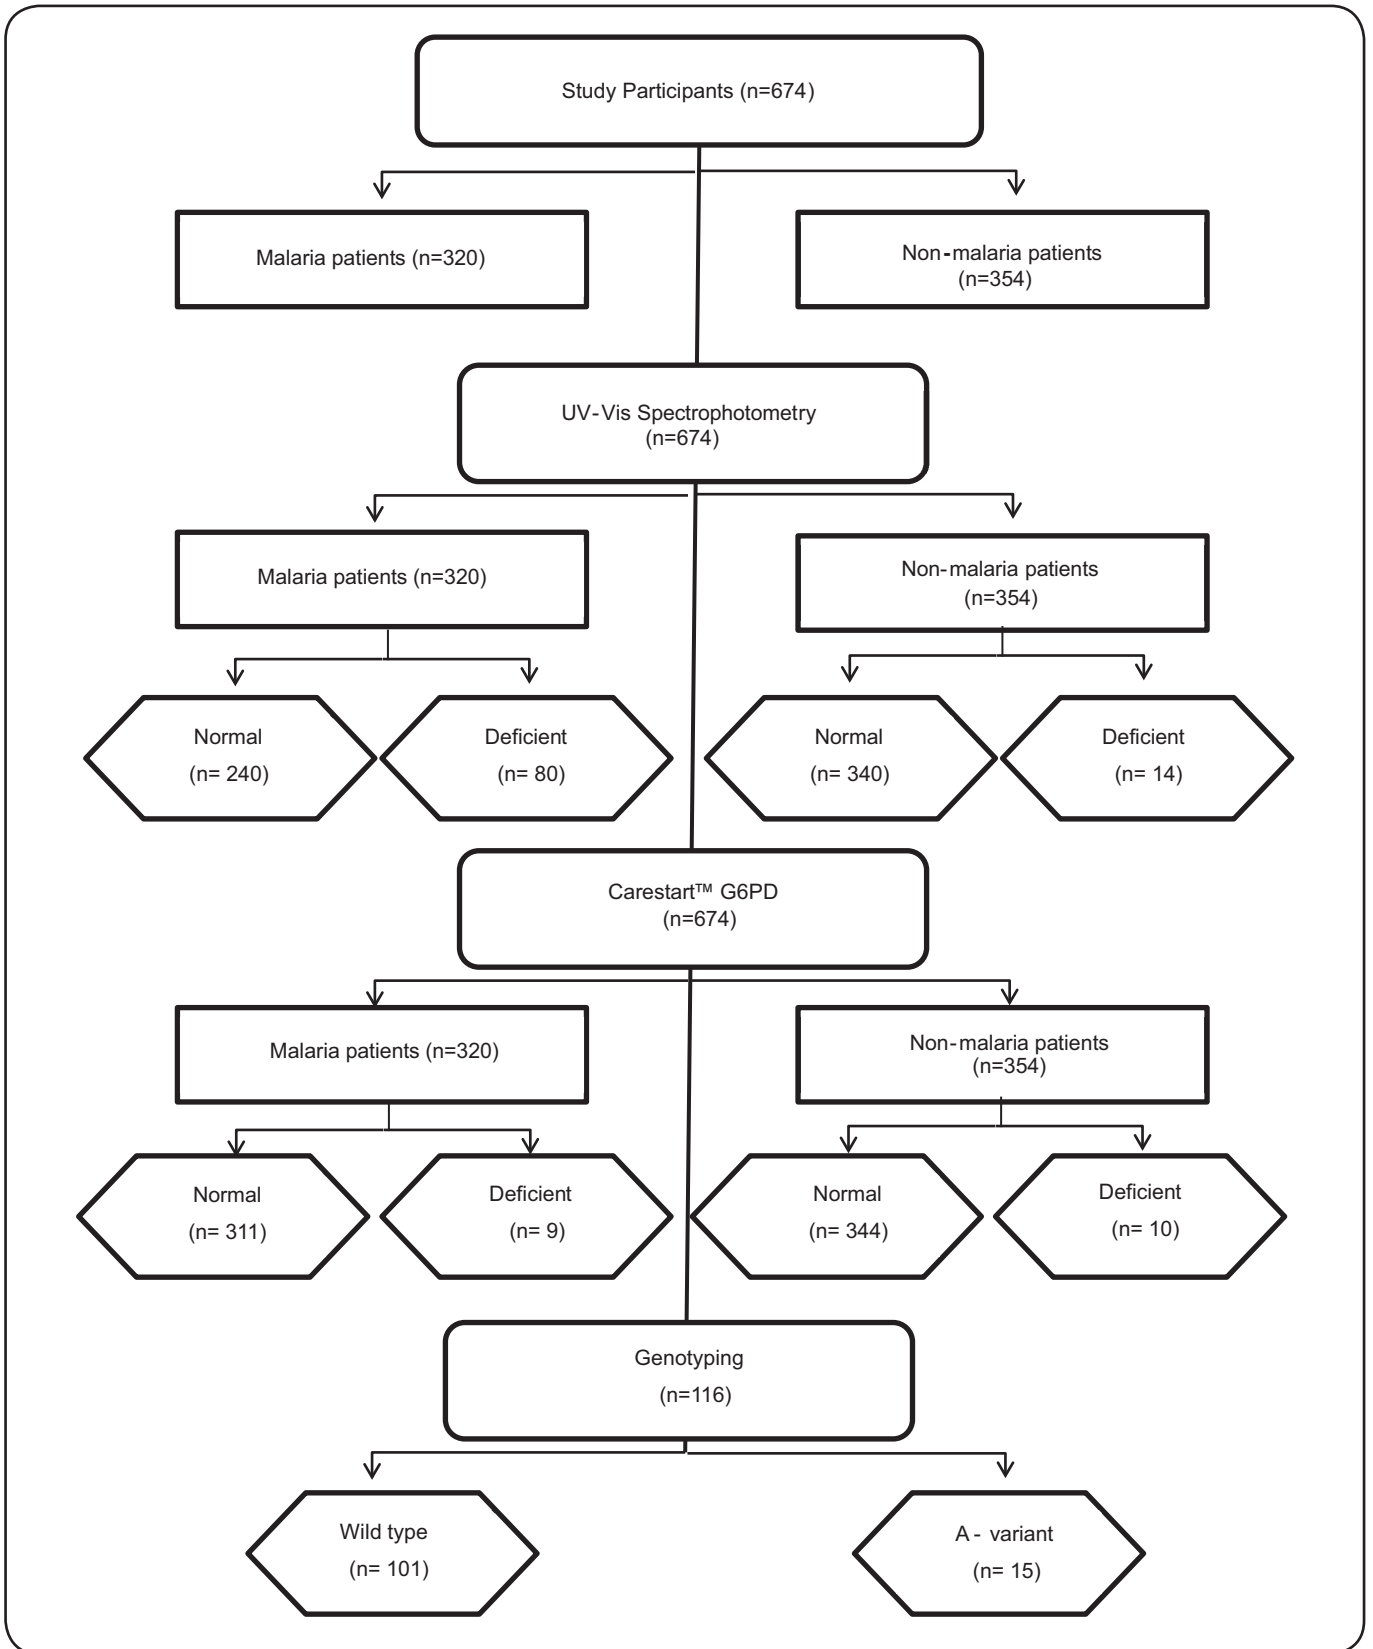 Study Participants (n=674)
Malaria patients (n=320)
Non-malaria patients
(n=354)
UV-Vis Spectrophotometry
(n=674)
Malaria patients (n=320)
Non-malaria patients
(n=354)
Normal
(n= 240)
Deficient
(n= 80)
Normal
(n= 340)
Deficient
(n= 14)
Carestart™ G6PD
(n=674)
Malaria patients (n=320)
Non-malaria patients
(n=354)
Normal
(n= 311)
Deficient
(n= 9)
Normal
(n= 344)
Deficient
(n= 10)
Genotyping
(n=116)
Wild type
(n= 101)
A - variant
(n= 15)